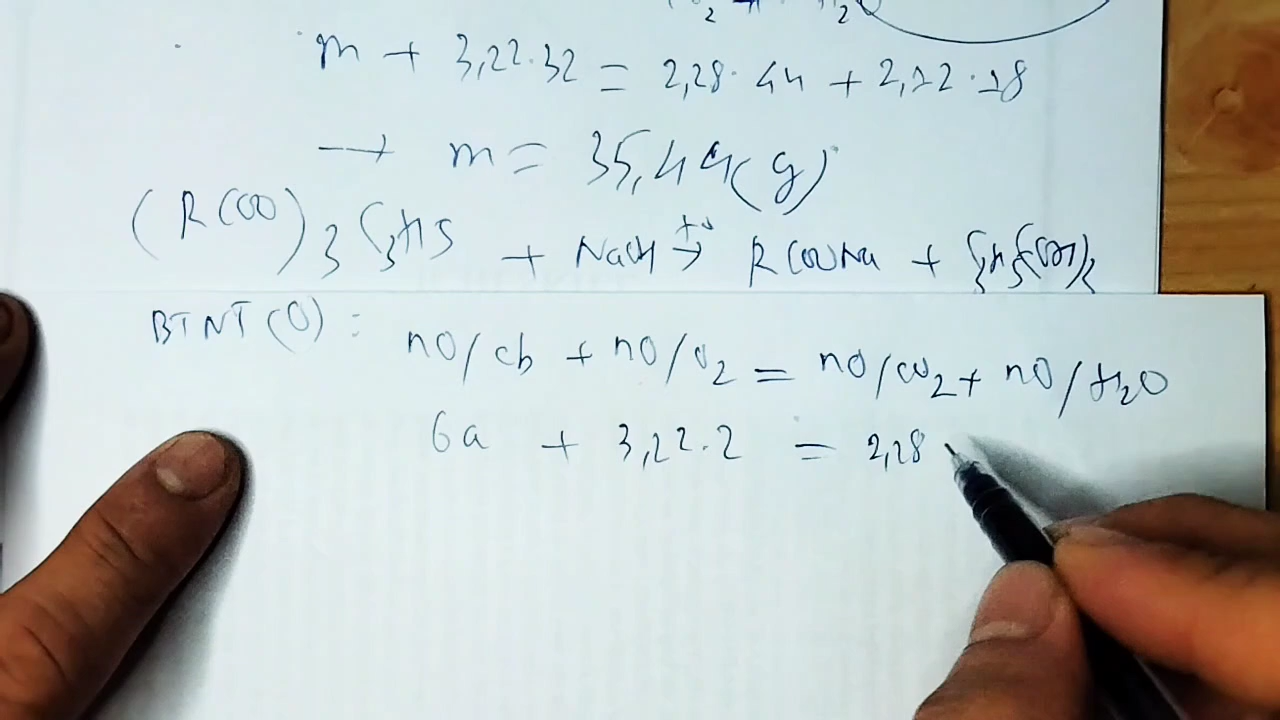 m + 3,22.32 = 2,28.44 + 2,12.18
→ m = 35,44(g)
(RCOO)3C3H5 + NaOH →t° RCOONa + C3H5(OH)3
BTNT(O): nO/cb + nO/O2 = nO/CO2 + nO/H2O
6a + 3,22.2 = 2,28